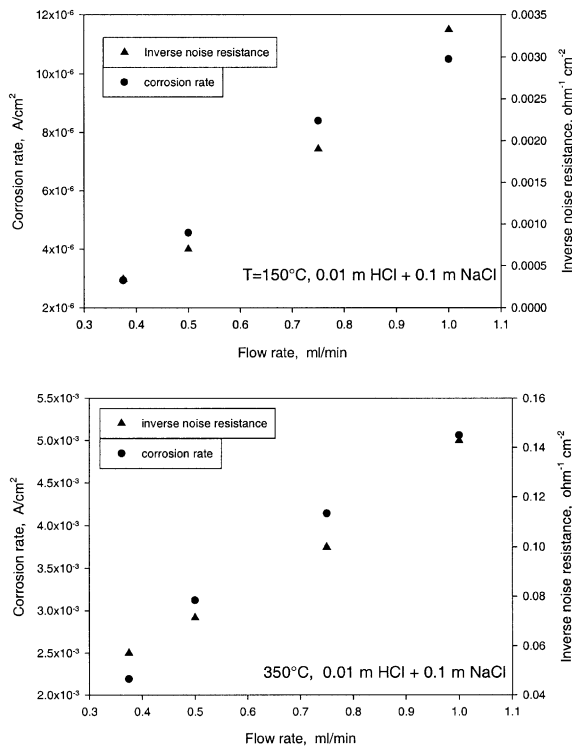 12x10⁻⁶
10x10⁻⁶
8x10⁻⁶
6x10⁻⁶
4x10⁻⁶
2x10⁻⁶
Corrosion rate, A/cm²
Inverse noise resistance
corrosion rate
T=150°C, 0.01 m HCl + 0.1 m NaCl
0.0035
0.0030
0.0025
0.0020
0.0015
0.0010
0.0005
0.0000
Inverse noise resistance, ohm⁻¹ cm⁻²
0.3 0.4 0.5 0.6 0.7 0.8 0.9 1.0 1.1
Flow rate, ml/min
5.5x10⁻³
5.0x10⁻³
4.5x10⁻³
4.0x10⁻³
3.5x10⁻³
3.0x10⁻³
2.5x10⁻³
2.0x10⁻³
Corrosion rate, A/cm²
inverse noise resistance
corrosion rate
350°C, 0.01 m HCl + 0.1 m NaCl
0.16
0.14
0.12
0.10
0.08
0.06
0.04
Inverse noise resistance, ohm⁻¹ cm⁻²
0.3 0.4 0.5 0.6 0.7 0.8 0.9 1.0 1.1
Flow rate, ml/min